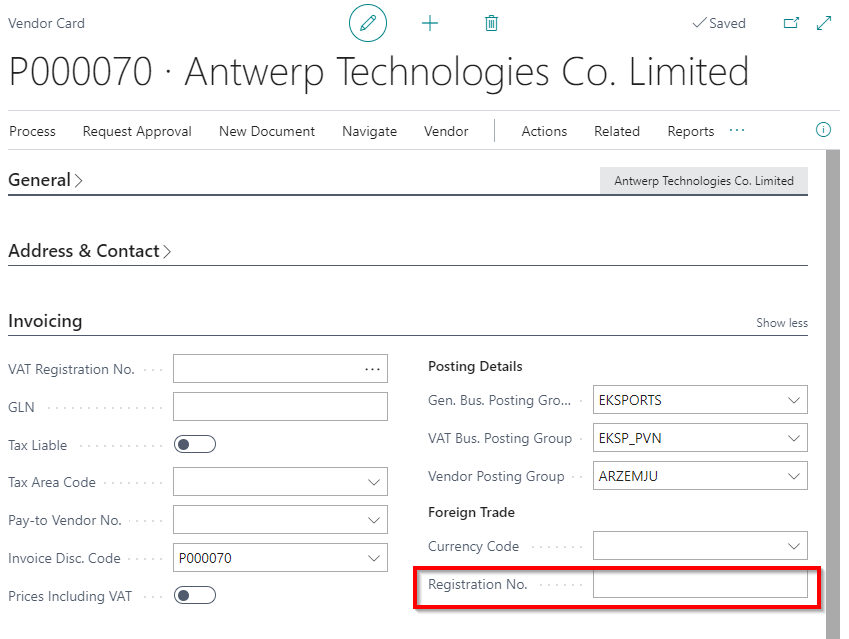 Vendor Card
Saved
P000070 · Antwerp Technologies Co. Limited
Process Request Approval New Document Navigate Vendor Actions Related Reports ···
General
Antwerp Technologies Co. Limited
Address & Contact
Invoicing
Show less
VAT Registration No.
GLN
Tax Liable
Tax Area Code
Pay-to Vendor No.
Invoice Disc. Code P000070
Prices Including VAT
Posting Details
Gen. Bus. Posting Gro... EKSPORTS
VAT Bus. Posting Group EKSP_PVN
Vendor Posting Group ARZEMJU
Foreign Trade
Currency Code
Registration No.